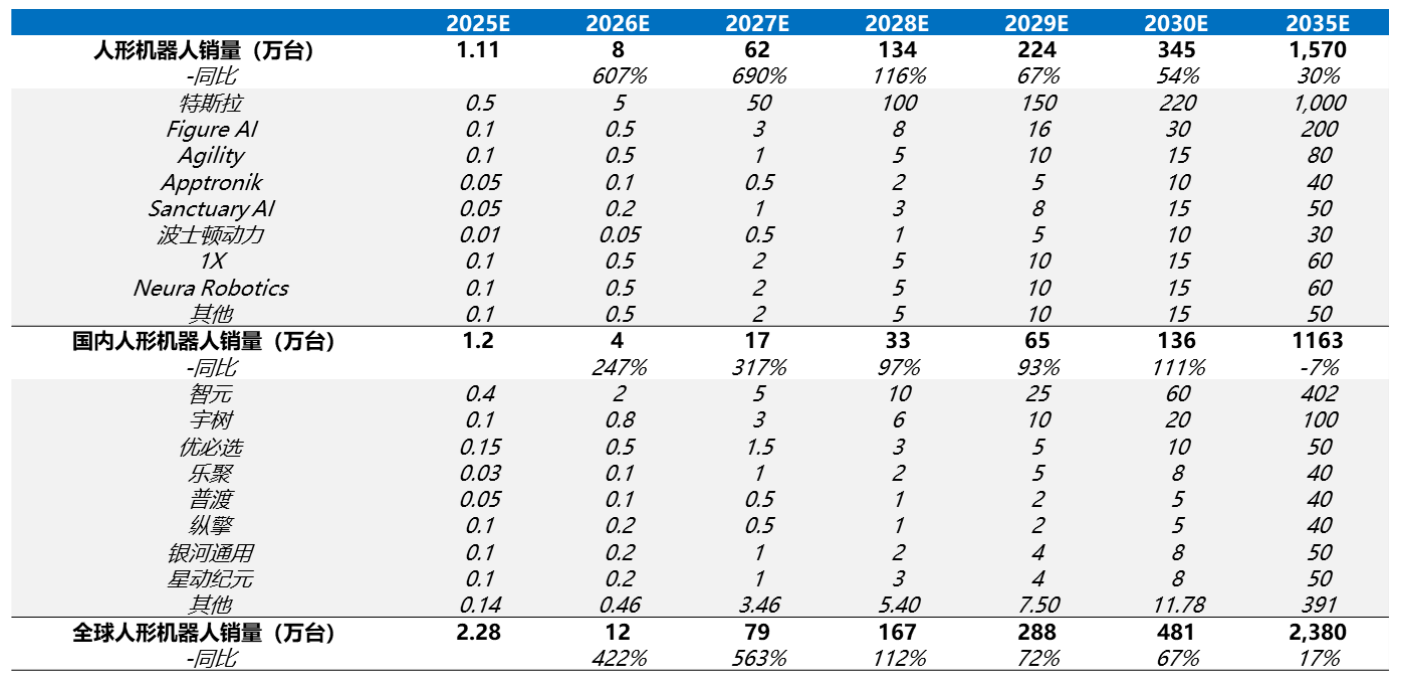 2025E 2026E 2027E 2028E 2029E 2030E 2035E
人形机器人销量（万台） 1.11 8 62 134 224 345 1,570
-同比 607% 690% 116% 67% 54% 30%
特斯拉 0.5 5 50 100 150 220 1,000
Figure AI 0.1 0.5 3 8 16 30 200
Agility 0.1 0.5 1 5 10 15 80
Apptronik 0.05 0.1 0.5 2 5 10 40
Sanctuary AI 0.05 0.2 1 3 8 15 50
波士顿动力 0.01 0.05 0.5 1 5 10 30
1X 0.1 0.5 2 5 10 15 60
Neura Robotics 0.1 0.5 2 5 10 15 60
其他 0.1 0.5 2 5 10 15 50
国内人形机器人销量（万台） 1.2 4 17 33 65 136 1163
-同比 247% 317% 97% 93% 111% -7%
智元 0.4 2 5 10 25 60 402
宇树 0.1 0.8 3 6 10 20 100
优必选 0.15 0.5 1.5 3 5 10 50
乐聚 0.03 0.1 1 2 5 8 40
普渡 0.05 0.1 0.5 1 2 5 40
纵擎 0.1 0.2 0.5 1 2 5 40
银河通用 0.1 0.2 1 2 4 8 50
星动纪元 0.1 0.2 1 3 4 8 50
其他 0.14 0.46 3.46 5.40 7.50 11.78 391
全球人形机器人销量（万台） 2.28 12 79 167 288 481 2,380
-同比 422% 563% 112% 72% 67% 17%